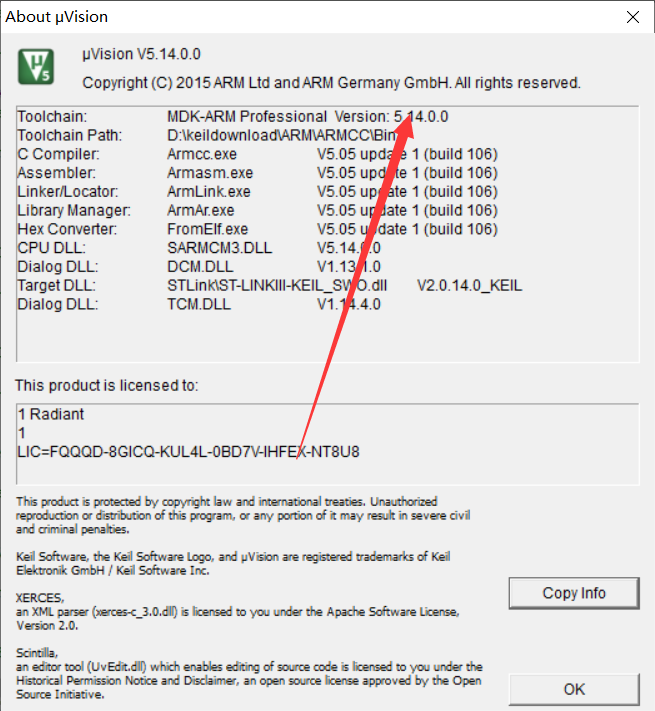 About µVision
µVision V5.14.0.0
Copyright (C) 2015 ARM Ltd and ARM Germany GmbH. All rights reserved.
Toolchain: MDK-ARM Professional Version: 5.14.0.0
Toolchain Path: D:\keildownload\ARM\ARMCC\Bin
C Compiler: Armcc.exe V5.05 update 1 (build 106)
Assembler: Armasm.exe V5.05 update 1 (build 106)
Linker/Locator: ArmLink.exe V5.05 update 1 (build 106)
Library Manager: ArmAr.exe V5.05 update 1 (build 106)
Hex Converter: FromElf.exe V5.05 update 1 (build 106)
CPU DLL: SARMCM3.DLL V5.14.0.0
Dialog DLL: DCM.DLL V1.13.1.0
Target DLL: STLink\ST-LINKIII-KEIL_SWO.dll V2.0.14.0_KEIL
Dialog DLL: TCM.DLL V1.14.4.0
This product is licensed to:
1 Radiant
1
LIC=FQQQD-8GICQ-KUL4L-0BD7V-IHFEX-NT8U8
This product is protected by copyright law and international treaties. Unauthorized
reproduction or distribution of this program, or any portion of it may result in severe civil
and criminal penalties.
Keil Software, the Keil Software Logo, and µVision are registered trademarks of Keil
Elektronik GmbH / Keil Software Inc.
XERCES,
an XML parser (xerces-c_3.0.dll) is licensed to you under the Apache Software License,
Version 2.0.
Scintilla,
an editor tool (UvEdit.dll) which enables editing of source code is licensed to you under the
Historical Permission Notice and Disclaimer, an open source license approved by the Open
Source Initiative.
Copy Info
OK